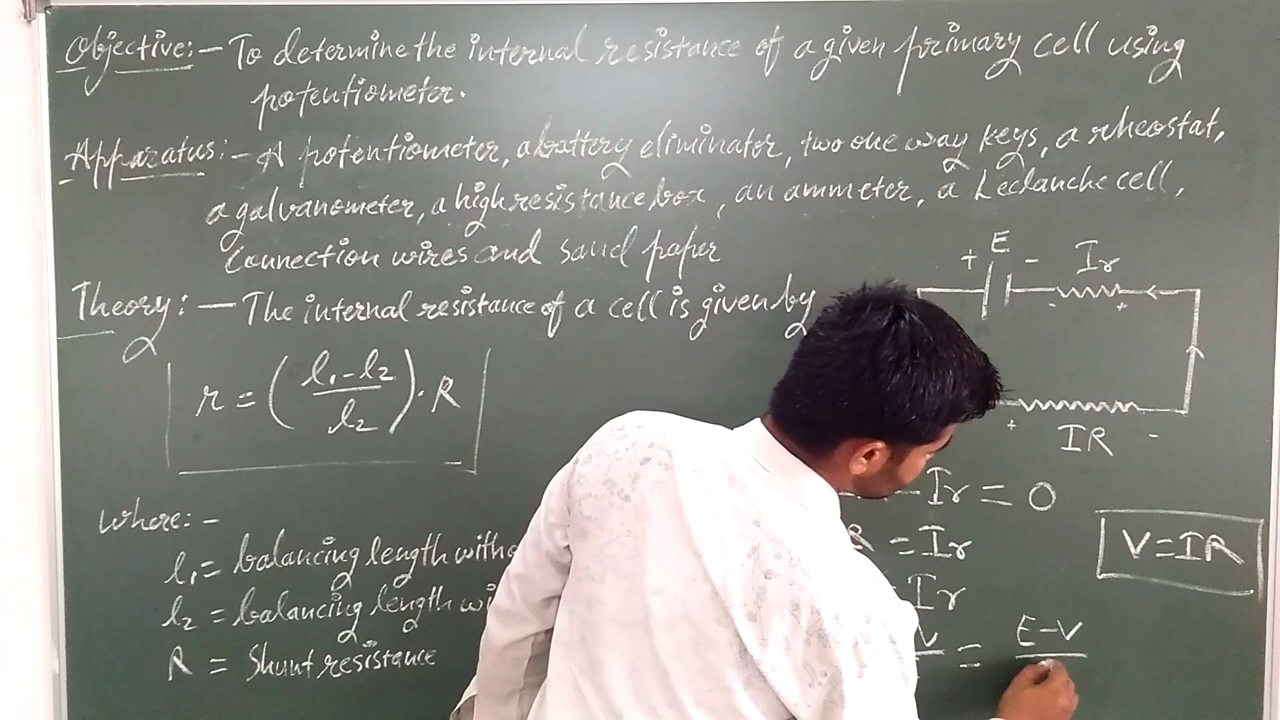 Objective:- To determine the internal resistance of a given primary cell using
potentiometer.
Apparatus:- A potentiometer, a battery eliminator, two one way keys, a rheostat,
a galvanometer, a high resistance box, an ammeter, a Leclanche cell,
Connection wires and sand paper
Theory:- The internal resistance of a cell is given by
r = (l₁-l₂/l₂)·R
Where:-
l₁ = balancing length with
l₂ = balancing length
R = Shunt resistance
+ E - Ir
- +
+ IR -
-Ir = 0
R = Ir
Ir
V = E-V
V=IR